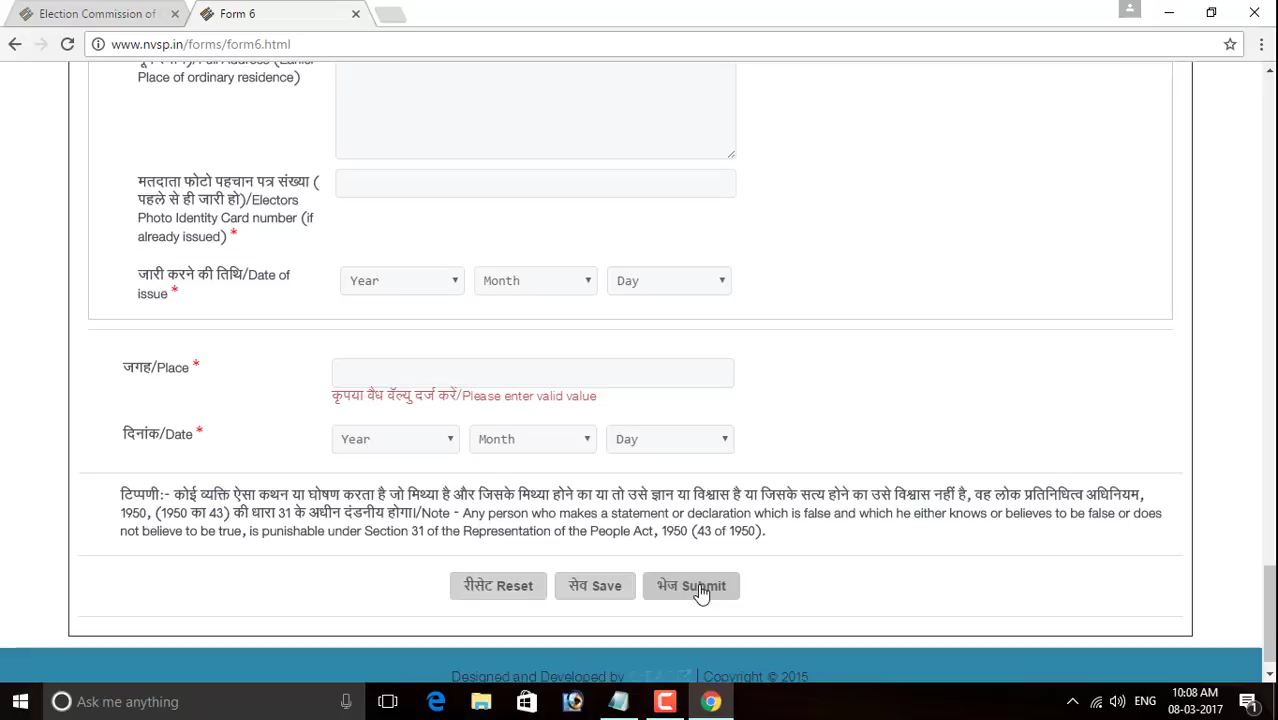 Election Commission of
Form 6
www.nvsp.in/forms/form6.html
Place of ordinary residence)
मतदाता फोटो पहचान पत्र संख्या (
पहले से ही जारी हो)/Electors
Photo Identity Card number (if
already issued) *
जारी करने की तिथि/Date of
issue *
Year Month Day
जगह/Place *
कृपया वैध वॅल्यु दर्ज करें/Please enter valid value
दिनांक/Date *
Year Month Day
टिप्पणी:- कोई व्यक्ति ऐसा कथन या घोषण करता है जो मिथ्या है और जिसके मिथ्या होने का या तो उसे ज्ञान या विश्वास है या जिसके सत्य होने का उसे विश्वास नहीं है, वह लोक प्रतिनिधित्व अधिनियम,
1950, (1950 का 43) की धारा 31 के अधीन दंडनीय होगा।/Note - Any person who makes a statement or declaration which is false and which he either knows or believes to be false or does
not believe to be true, is punishable under Section 31 of the Representation of the People Act, 1950 (43 of 1950).
रीसेट Reset सेव Save भेज Submit
Designed and Developed by | Copyright © 2015
Ask me anything
ENG
10:08 AM
08-03-2017
1